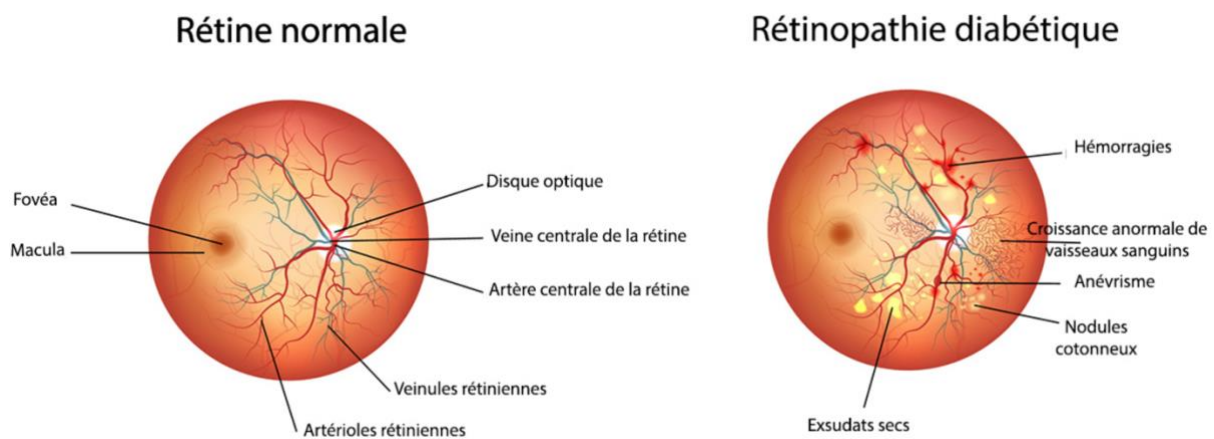 Rétine normale
Fovéa
Macula
Disque optique
Veine centrale de la rétine
Artère centrale de la rétine
Veinules rétiniennes
Artérioles rétiniennes
Rétinopathie diabétique
Hémorragies
Croissance anormale de
vaisseaux sanguins
Anévrisme
Nodules
cotonneux
Exsudats secs